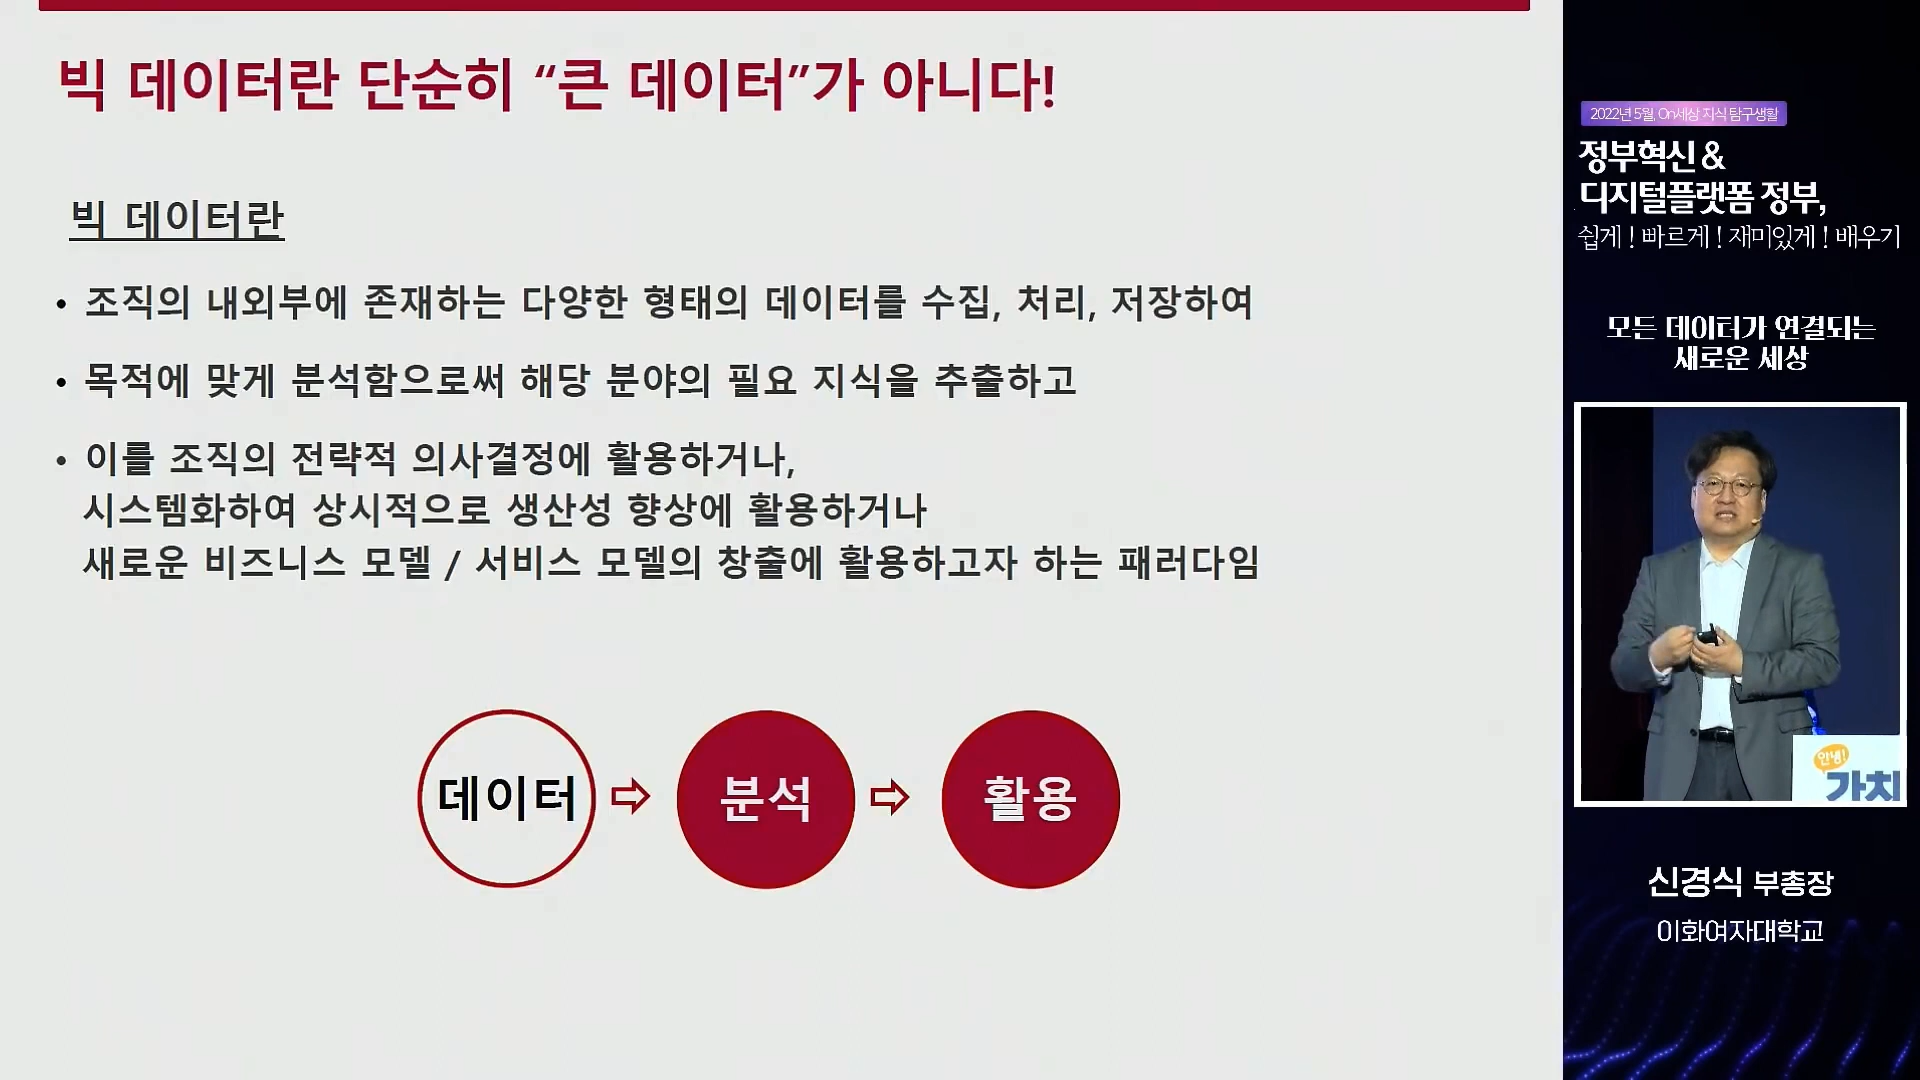 빅 데이터란 단순히 “큰 데이터”가 아니다!
빅 데이터란
• 조직의 내외부에 존재하는 다양한 형태의 데이터를 수집, 처리, 저장하여
• 목적에 맞게 분석함으로써 해당 분야의 필요 지식을 추출하고
• 이를 조직의 전략적 의사결정에 활용하거나,
시스템화하여 상시적으로 생산성 향상에 활용하거나
새로운 비즈니스 모델 / 서비스 모델의 창출에 활용하고자 하는 패러다임
데이터 ⇨ 분석 ⇨ 활용
2022년 5월, On세상 지식 탐구생활
정부혁신 &
디지털플랫폼 정부,
쉽게 ! 빠르게 ! 재미있게 ! 배우기
모든 데이터가 연결되는
새로운 세상
안녕!
가치
신경식 부총장
이화여자대학교